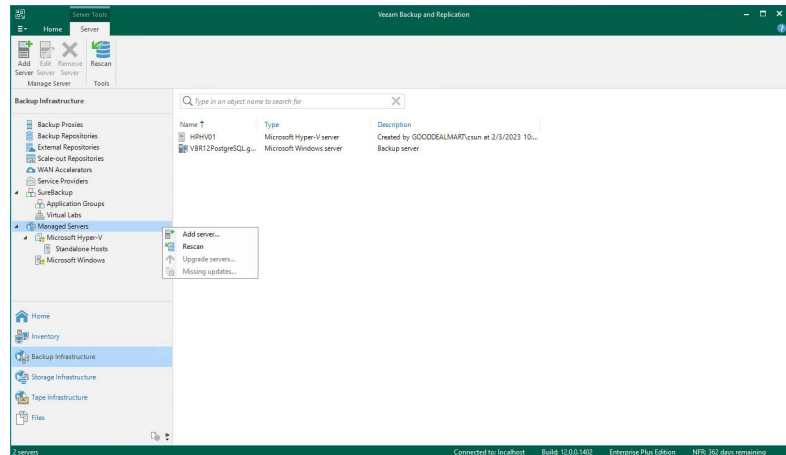 Server Tools
Veeam Backup and Replication
Home Server
Add Server
Edit Server
Remove Server
Rescan
Manage Server
Tools
Backup Infrastructure
Type in an object name to search for
Backup Proxies
Backup Repositories
External Repositories
Scale-out Repositories
WAN Accelerators
Service Providers
SureBackup
Application Groups
Virtual Labs
Managed Servers
Microsoft Hyper-V
Standalone Hosts
Microsoft Windows
Name Type Description
HPHV01 Microsoft Hyper-V server Created by GOODDEALMART\csun at 2/3/2023 10:...
VBR12PostgreSQL.g... Microsoft Windows server Backup server
Add server...
Rescan
Upgrade servers...
Missing updates...
Home
Inventory
Backup Infrastructure
Storage Infrastructure
Tape Infrastructure
Files
2 servers
Connected to: localhost Build: 12.0.0.1402 Enterprise Plus Edition NFR: 362 days remaining